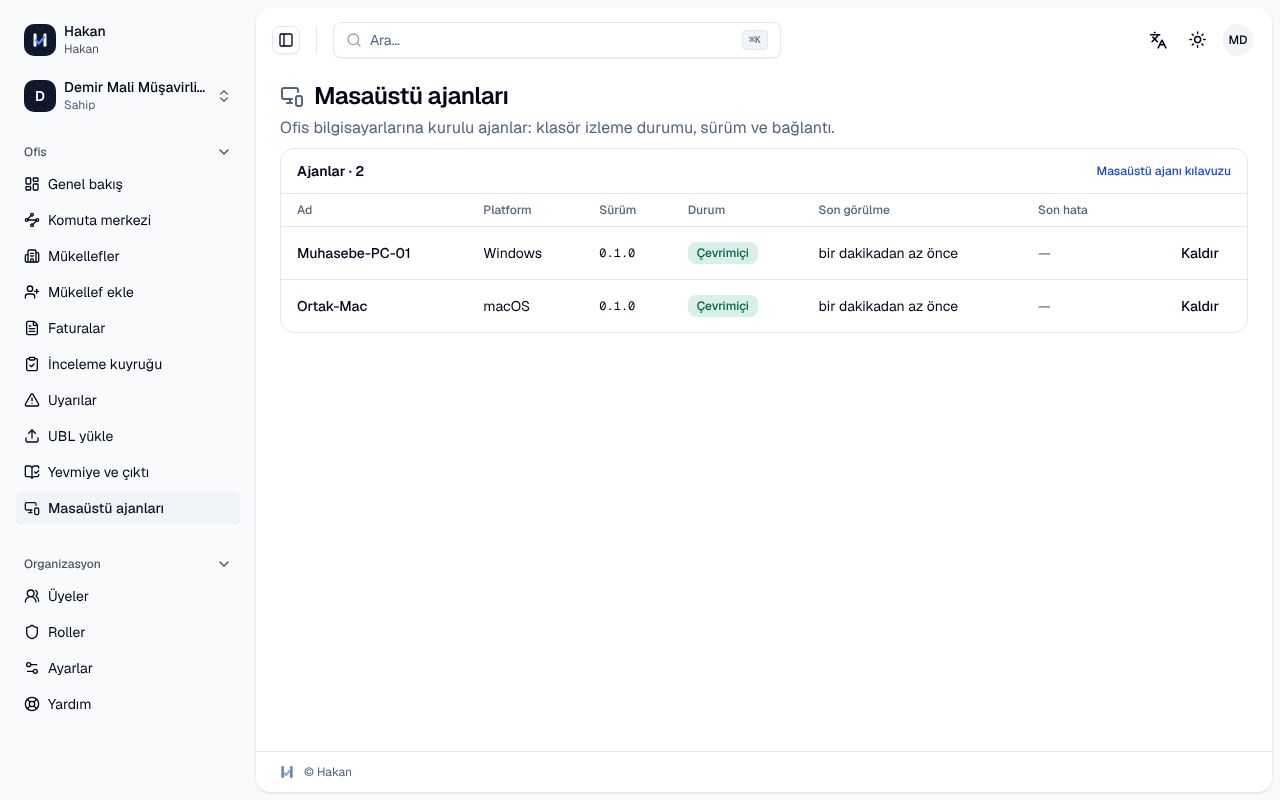 Hakan
Hakan
D
Demir Mali Müşavirli...
Sahip
Ofis
Genel bakış
Komuta merkezi
Mükellefler
Mükellef ekle
Faturalar
İnceleme kuyruğu
Uyarılar
UBL yükle
Yevmiye ve çıktı
Masaüstü ajanları
Organizasyon
Üyeler
Roller
Ayarlar
Yardım
Ara...
⌘K
MD
Masaüstü ajanları
Ofis bilgisayarlarına kurulu ajanlar: klasör izleme durumu, sürüm ve bağlantı.
Ajanlar · 2
Masaüstü ajanı kılavuzu
Ad Platform Sürüm Durum Son görülme Son hata
Muhasebe-PC-01 Windows 0.1.0 Çevrimiçi bir dakikadan az önce — Kaldır
Ortak-Mac macOS 0.1.0 Çevrimiçi bir dakikadan az önce — Kaldır
© Hakan